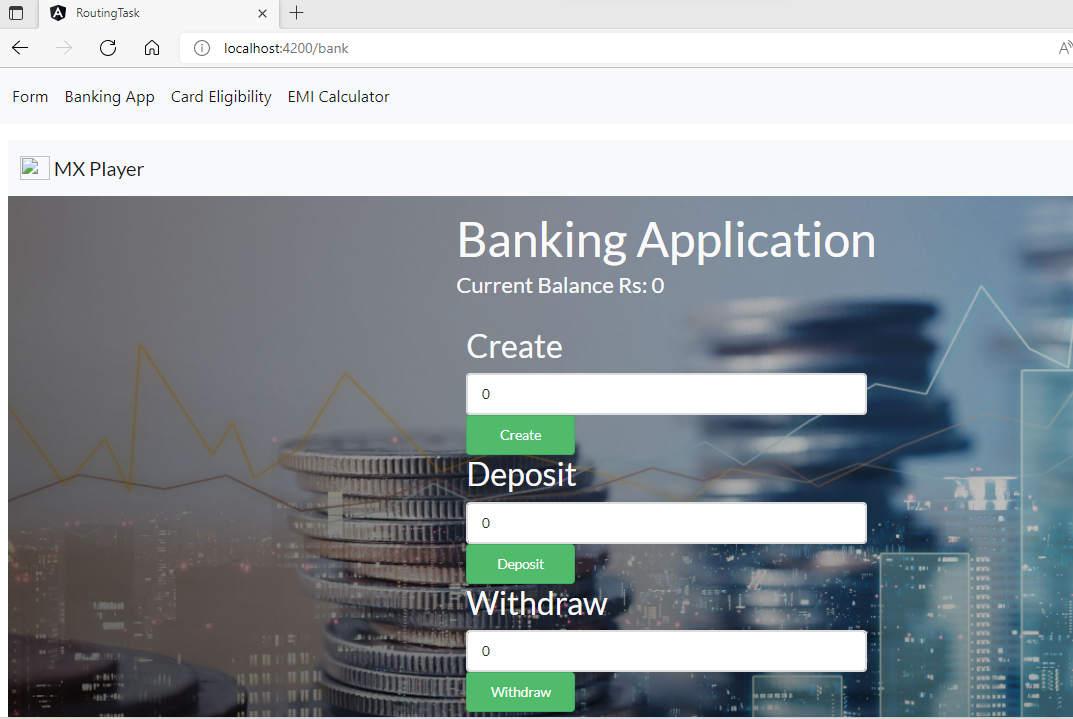 RoutingTask
localhost:4200/bank
Form Banking App Card Eligibility EMI Calculator
MX Player
Banking Application
Current Balance Rs: 0
Create
0
Create
Deposit
0
Deposit
Withdraw
0
Withdraw